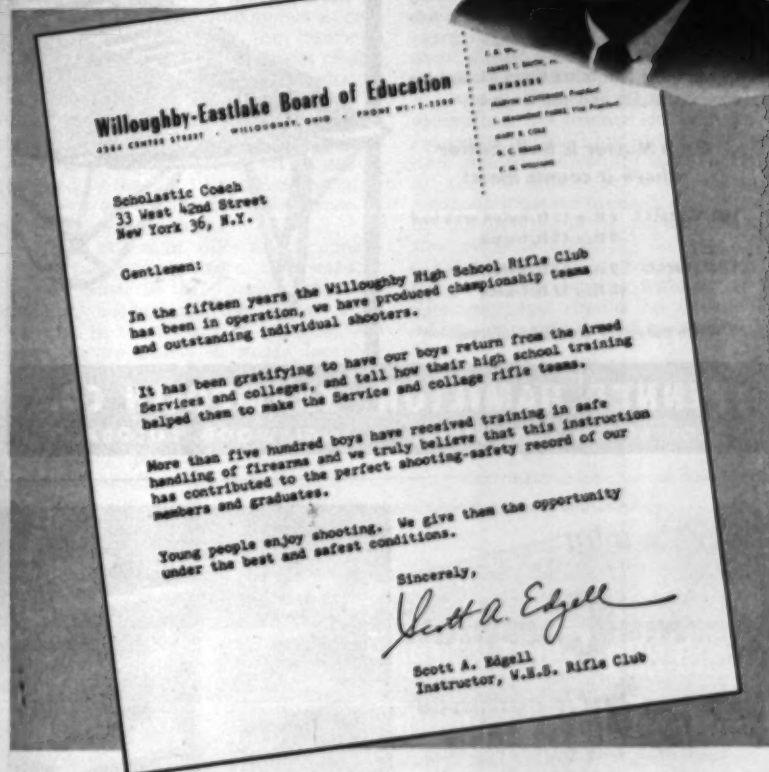 Willoughby-Eastlake Board of Education
CENTER STREET · WILLOUGHBY, OHIO · PHONE
MEMBERS
Scholastic Coach
33 West 42nd Street
New York 36, N.Y.
Gentlemen:
In the fifteen years the Willoughby High School Rifle Club
has been in operation, we have produced championship teams
and outstanding individual shooters.
It has been gratifying to have our boys return from the Armed
Services and colleges, and tell how their high school training
helped them to make the Service and college rifle teams.
More than five hundred boys have received training in safe
handling of firearms and we truly believe that this instruction
has contributed to the perfect shooting-safety record of our
members and graduates.
Young people enjoy shooting. We give them the opportunity
under the best and safest conditions.
Sincerely,
Scott A. Edgell
Scott A. Edgell
Instructor, W.H.S. Rifle Club